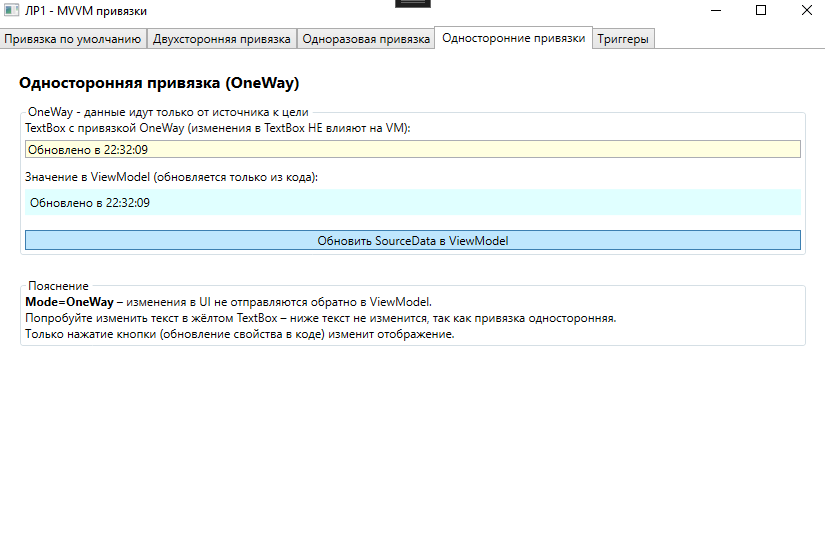 ЛР1 - MVVM привязки
Привязка по умолчанию Двухсторонняя привязка Одноразовая привязка Односторонние привязки Триггеры
Односторонняя привязка (OneWay)
OneWay - данные идут только от источника к цели
TextBox с привязкой OneWay (изменения в TextBox НЕ влияют на VM):
Обновлено в 22:32:09
Значение в ViewModel (обновляется только из кода):
Обновлено в 22:32:09
Обновить SourceData в ViewModel
Пояснение
Mode=OneWay – изменения в UI не отправляются обратно в ViewModel.
Попробуйте изменить текст в жёлтом TextBox – ниже текст не изменится, так как привязка односторонняя.
Только нажатие кнопки (обновление свойства в коде) изменит отображение.